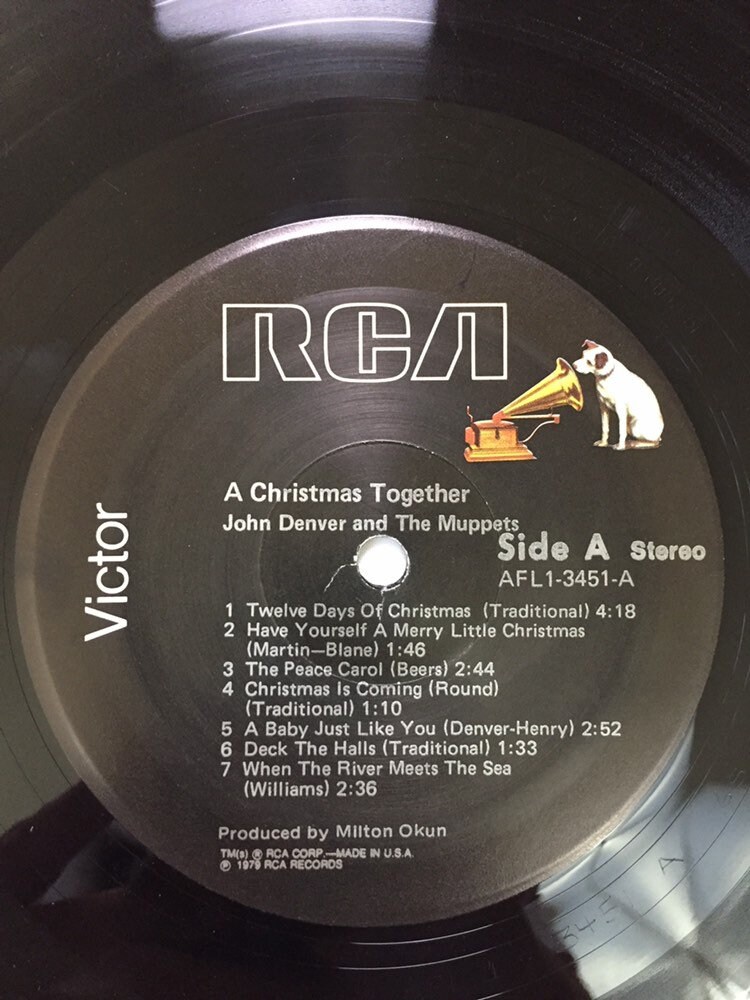 RCA
Victor
A Christmas Together
John Denver and The Muppets
Side A Stereo
AFL1-3451-A
1 Twelve Days Of Christmas (Traditional) 4:18
2 Have Yourself A Merry Little Christmas
(Martin—Blane) 1:46
3 The Peace Carol (Beers) 2:44
4 Christmas Is Coming (Round)
(Traditional) 1:10
5 A Baby Just Like You (Denver-Henry) 2:52
6 Deck The Halls (Traditional) 1:33
7 When The River Meets The Sea
(Williams) 2:36
Produced by Milton Okun
TM(s) ® RCA CORP.—MADE IN U.S.A.
℗ 1979 RCA RECORDS